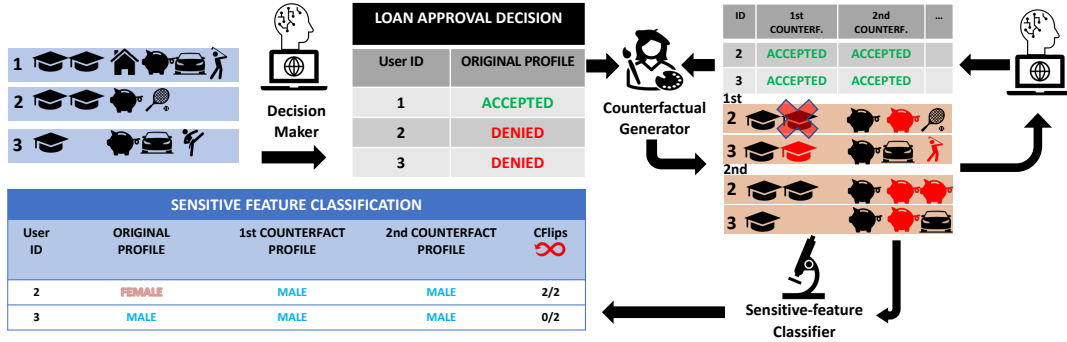 1
2
3
Decision
Maker
LOAN APPROVAL DECISION
User ID ORIGINAL PROFILE
1 ACCEPTED
2 DENIED
3 DENIED
Counterfactual
Generator
ID 1st COUNTERF. 2nd COUNTERF. ...
2 ACCEPTED ACCEPTED
3 ACCEPTED ACCEPTED
1st
2
3
2nd
2
3
Sensitive-feature
Classifier
SENSITIVE FEATURE CLASSIFICATION
User ID ORIGINAL PROFILE 1st COUNTERFACT PROFILE 2nd COUNTERFACT PROFILE CFlips
2 FEMALE MALE MALE 2/2
3 MALE MALE MALE 0/2